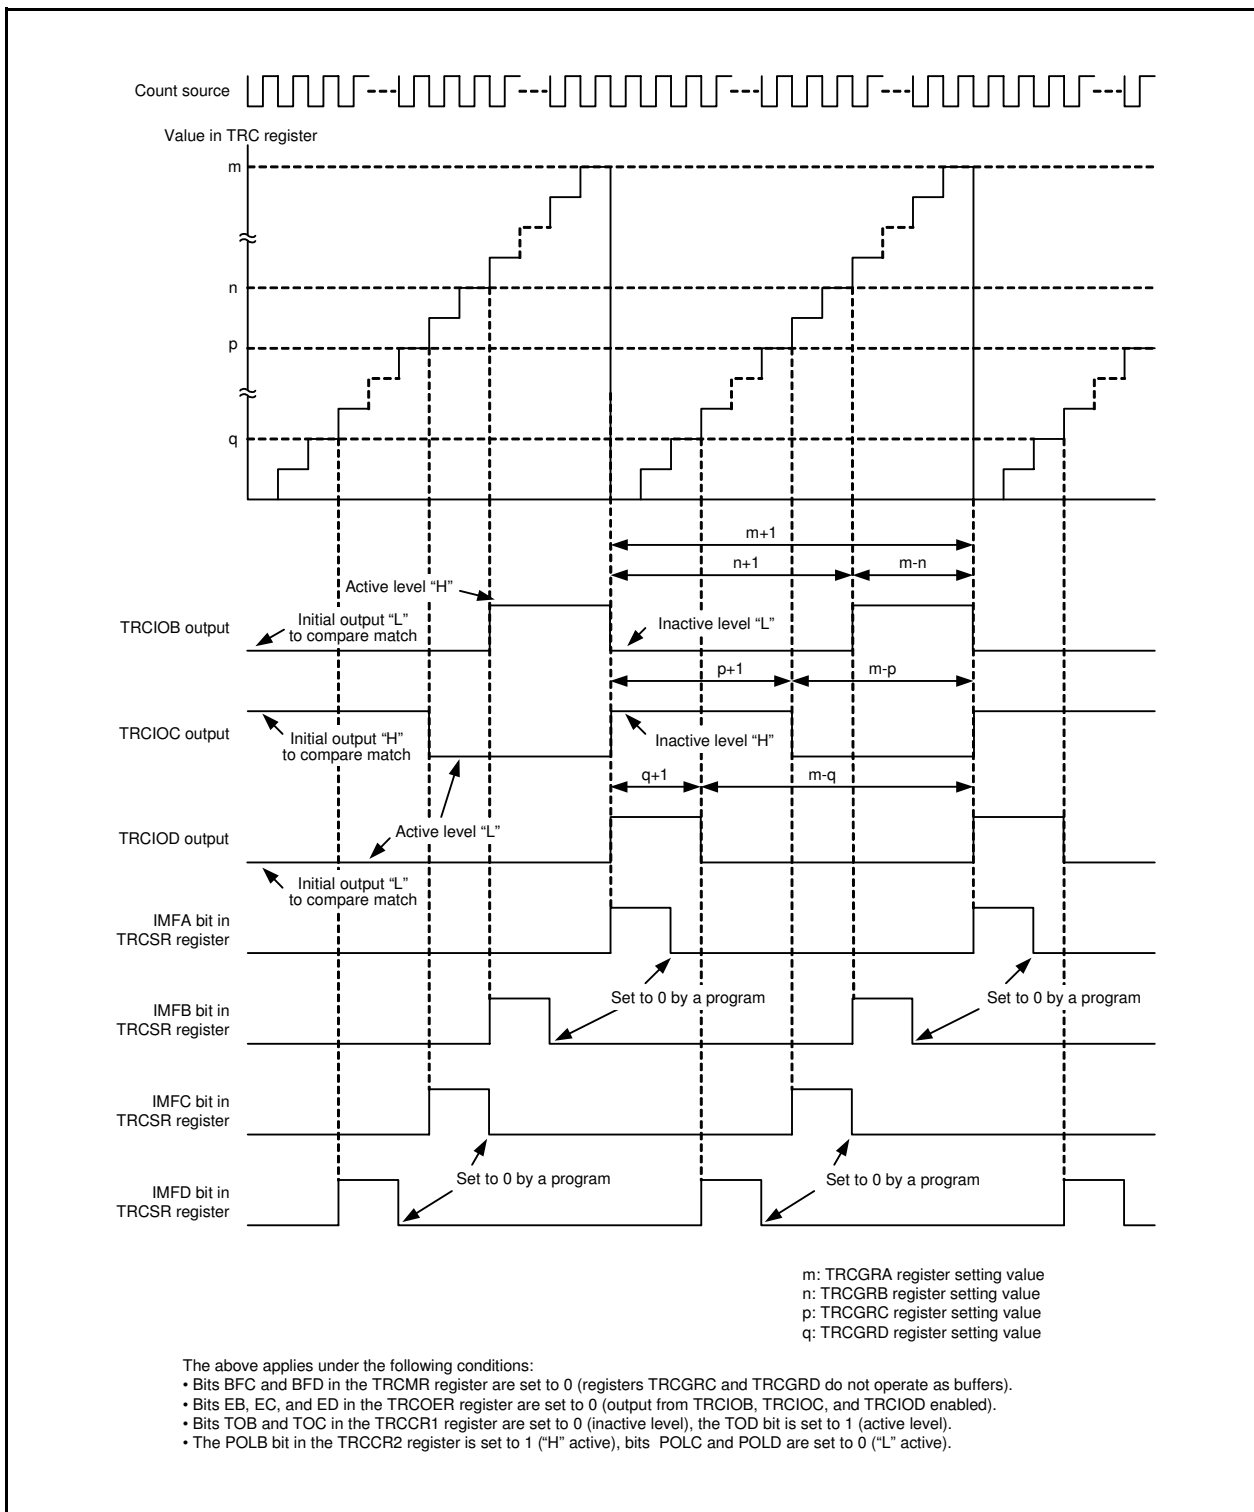 Count source
Value in TRC register
m
n
p
q
m+1
n+1
m-n
Active level “H”
TRCIOB output
Initial output “L”
to compare match
Inactive level “L”
p+1
m-p
TRCIOC output
Initial output “H”
to compare match
Inactive level “H”
q+1
m-q
TRCIOD output
Active level “L”
Initial output “L”
to compare match
IMFA bit in
TRCSR register
Set to 0 by a program
Set to 0 by a program
IMFB bit in
TRCSR register
IMFC bit in
TRCSR register
Set to 0 by a program
Set to 0 by a program
IMFD bit in
TRCSR register
m: TRCGRA register setting value
n: TRCGRB register setting value
p: TRCGRC register setting value
q: TRCGRD register setting value
The above applies under the following conditions:
• Bits BFC and BFD in the TRCMR register are set to 0 (registers TRCGRC and TRCGRD do not operate as buffers).
• Bits EB, EC, and ED in the TRCOER register are set to 0 (output from TRCIOB, TRCIOC, and TRCIOD enabled).
• Bits TOB and TOC in the TRCCR1 register are set to 0 (inactive level), the TOD bit is set to 1 (active level).
• The POLB bit in the TRCCR2 register is set to 1 (“H” active), bits  POLC and POLD are set to 0 (“L” active).